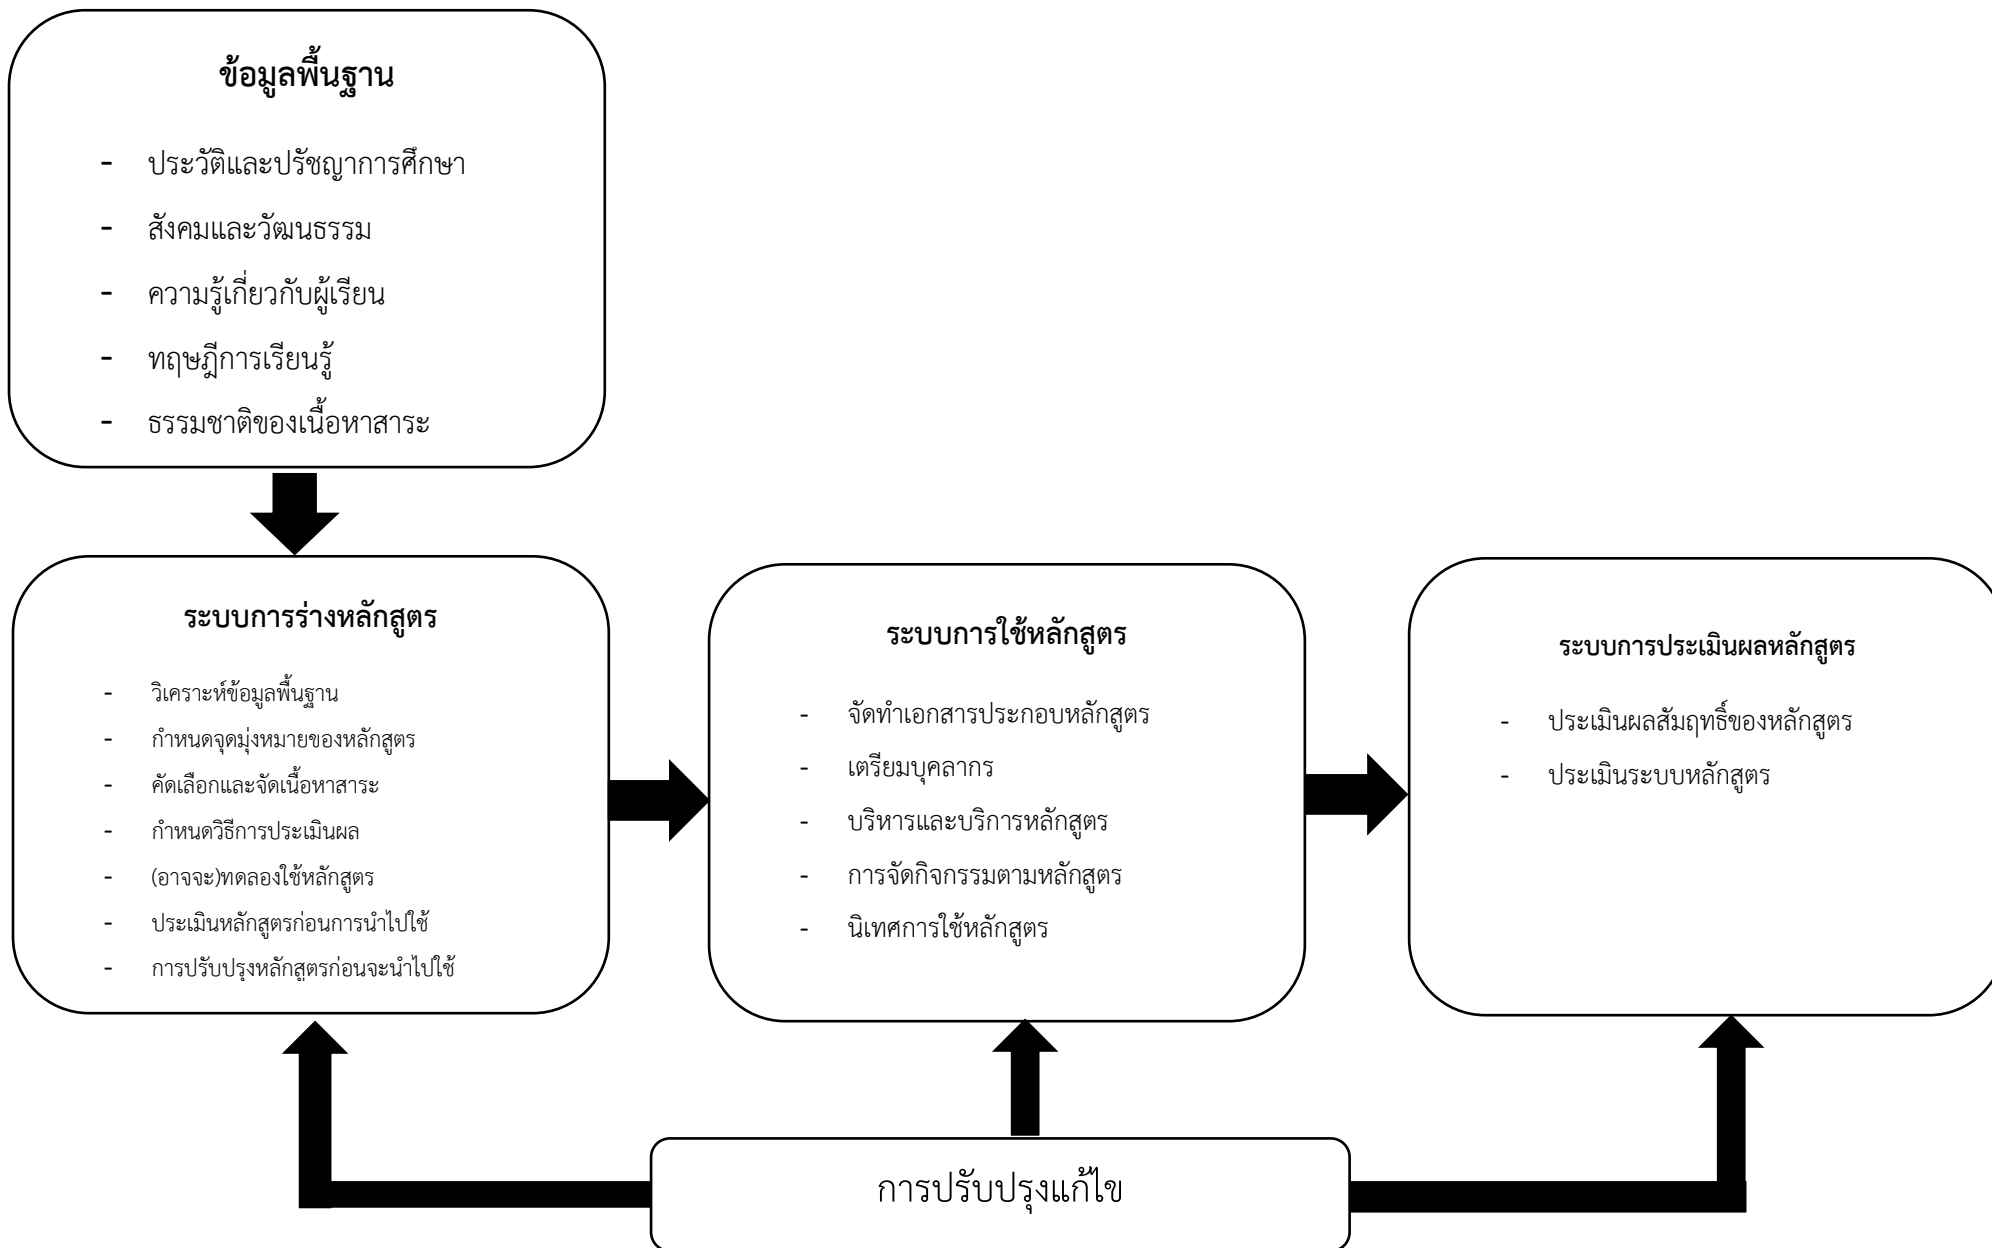 ข้อมูลพื้นฐาน
- ประวัติและปรัชญาการศึกษา
- สังคมและวัฒนธรรม
- ความรู้เกี่ยวกับผู้เรียน
- ทฤษฎีการเรียนรู้
- ธรรมชาติของเนื้อหาสาระ
ระบบการร่างหลักสูตร
- วิเคราะห์ข้อมูลพื้นฐาน
- กำหนดจุดมุ่งหมายของหลักสูตร
- คัดเลือกและจัดเนื้อหาสาระ
- กำหนดวิธีการประเมินผล
- (อาจจะ)ทดลองใช้หลักสูตร
- ประเมินหลักสูตรก่อนการนำไปใช้
- การปรับปรุงหลักสูตรก่อนจะนำไปใช้
ระบบการใช้หลักสูตร
- จัดทำเอกสารประกอบหลักสูตร
- เตรียมบุคลากร
- บริหารและบริการหลักสูตร
- การจัดกิจกรรมตามหลักสูตร
- นิเทศการใช้หลักสูตร
ระบบการประเมินผลหลักสูตร
- ประเมินผลสัมฤทธิ์ของหลักสูตร
- ประเมินระบบหลักสูตร
การปรับปรุงแก้ไข